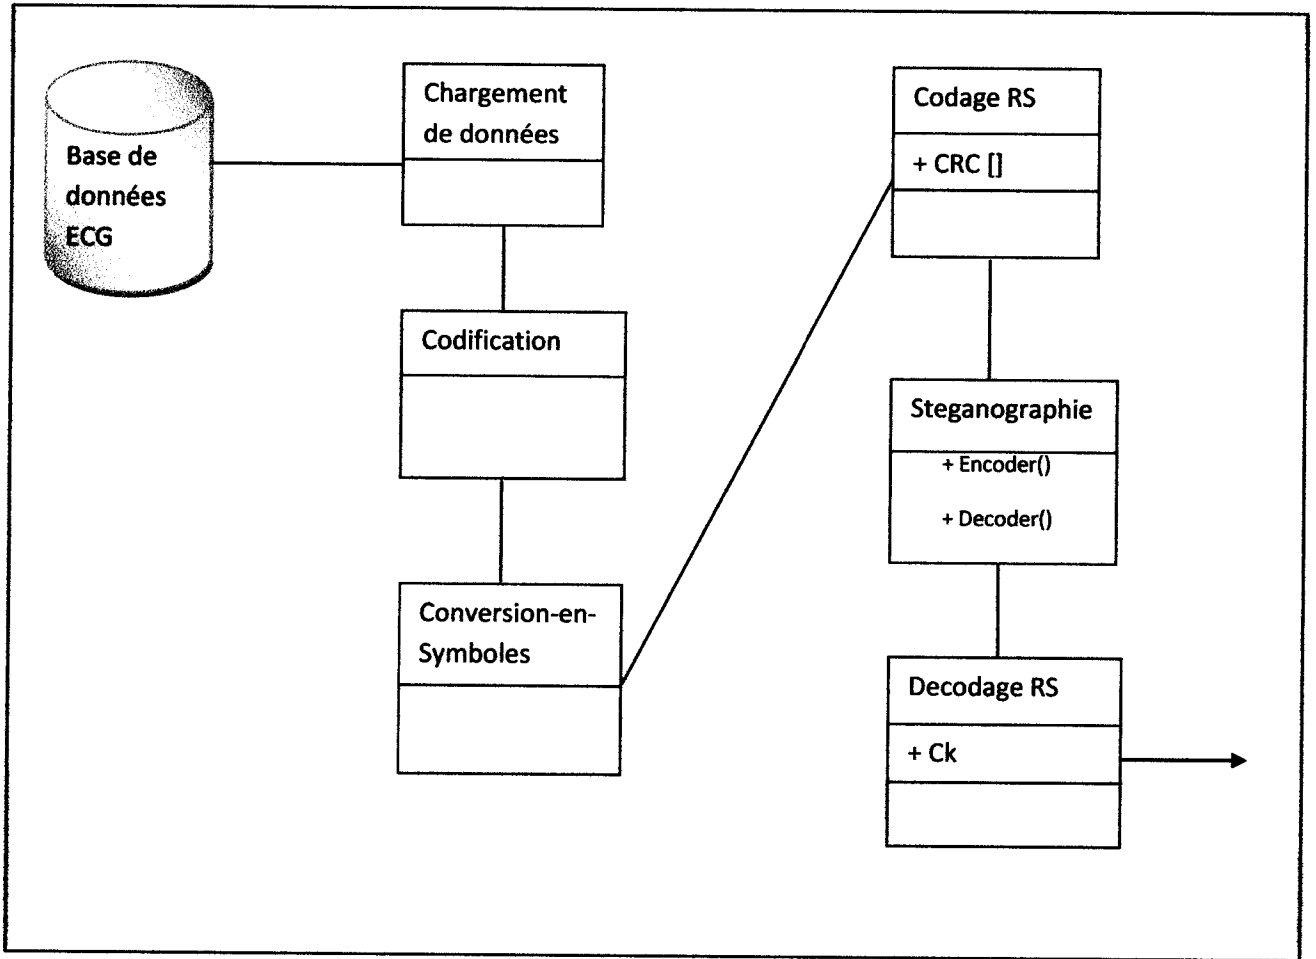 Base de
données
ECG
Chargement
de données
Codification
Conversion-en-
Symboles
Codage RS
+ CRC []
Steganographie
+ Encoder()
+ Decoder()
Decodage RS
+ Ck